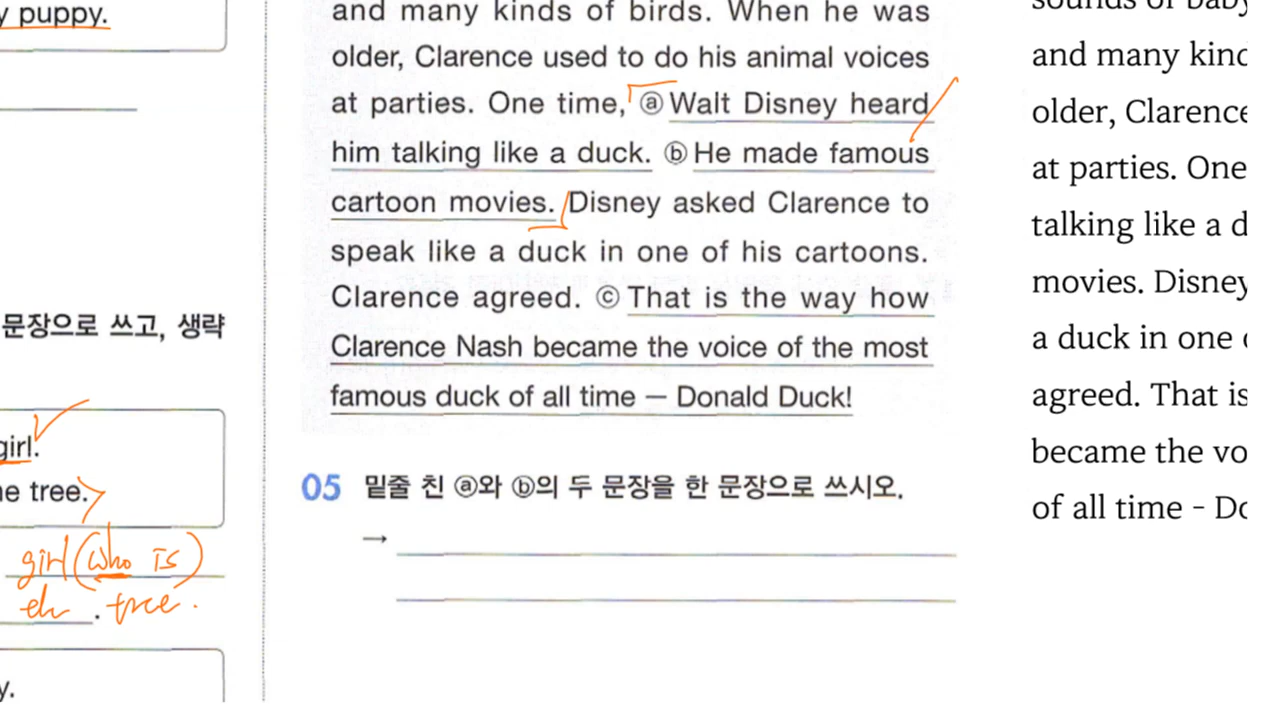 y puppy.
문장으로 쓰고, 생략
girl.
ne tree.
girl (who is)
tree.
y.
and many kinds of birds. When he was
older, Clarence used to do his animal voices
at parties. One time, ⓐ Walt Disney heard
him talking like a duck. ⓑ He made famous
cartoon movies. Disney asked Clarence to
speak like a duck in one of his cartoons.
Clarence agreed. ⓒ That is the way how
Clarence Nash became the voice of the most
famous duck of all time – Donald Duck!
05 밑줄 친 ⓐ와 ⓑ의 두 문장을 한 문장으로 쓰시오.
→
sounds of baby
and many kind
older, Clarence
at parties. One
talking like a d
movies. Disney
a duck in one
agreed. That is
became the vo
of all time - Do